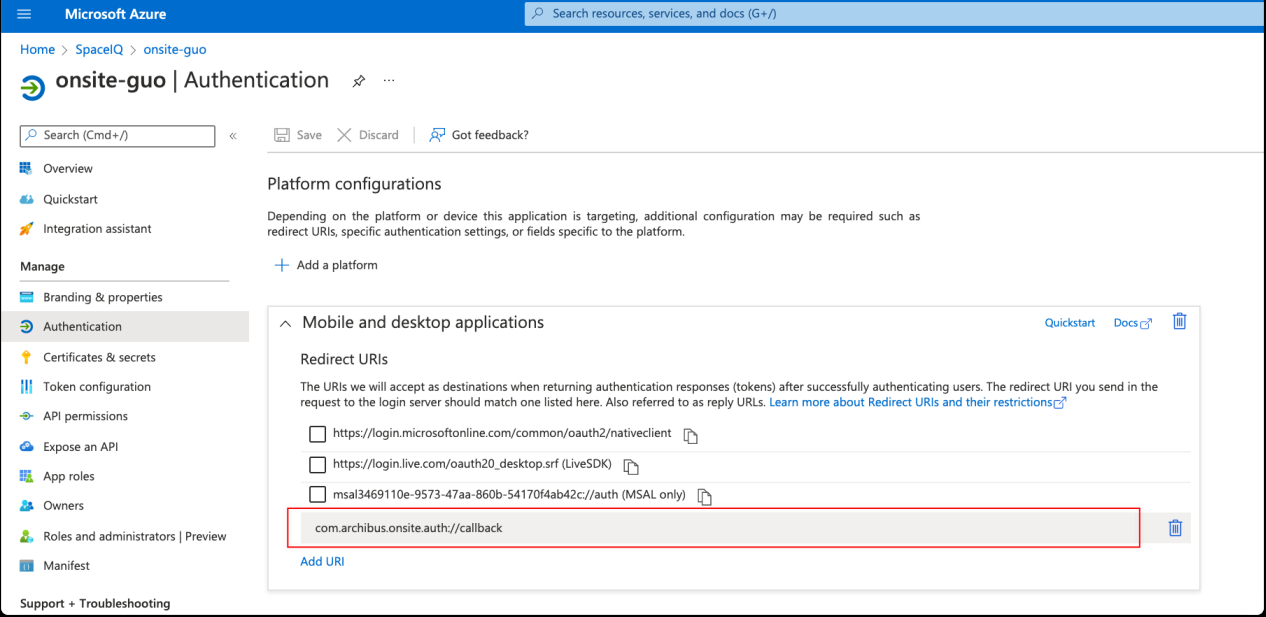 Microsoft Azure
Search resources, services, and docs (G+/)
Home > SpaceIQ > onsite-guo
onsite-guo | Authentication
Search (Cmd+/)
Save
Discard
Got feedback?
Overview
Quickstart
Integration assistant
Manage
Branding & properties
Authentication
Certificates & secrets
Token configuration
API permissions
Expose an API
App roles
Owners
Roles and administrators | Preview
Manifest
Support + Troubleshooting
Platform configurations
Depending on the platform or device this application is targeting, additional configuration may be required such as
redirect URIs, specific authentication settings, or fields specific to the platform.
Add a platform
Mobile and desktop applications
Quickstart
Docs
Redirect URIs
The URIs we will accept as destinations when returning authentication responses (tokens) after successfully authenticating users. The redirect URI you send in the
request to the login server should match one listed here. Also referred to as reply URLs. Learn more about Redirect URIs and their restrictions
https://login.microsoftonline.com/common/oauth2/nativeclient
https://login.live.com/oauth20_desktop.srf (LiveSDK)
msal3469110e-9573-47aa-860b-54170f4ab42c://auth (MSAL only)
com.archibus.onsite.auth://callback
Add URI